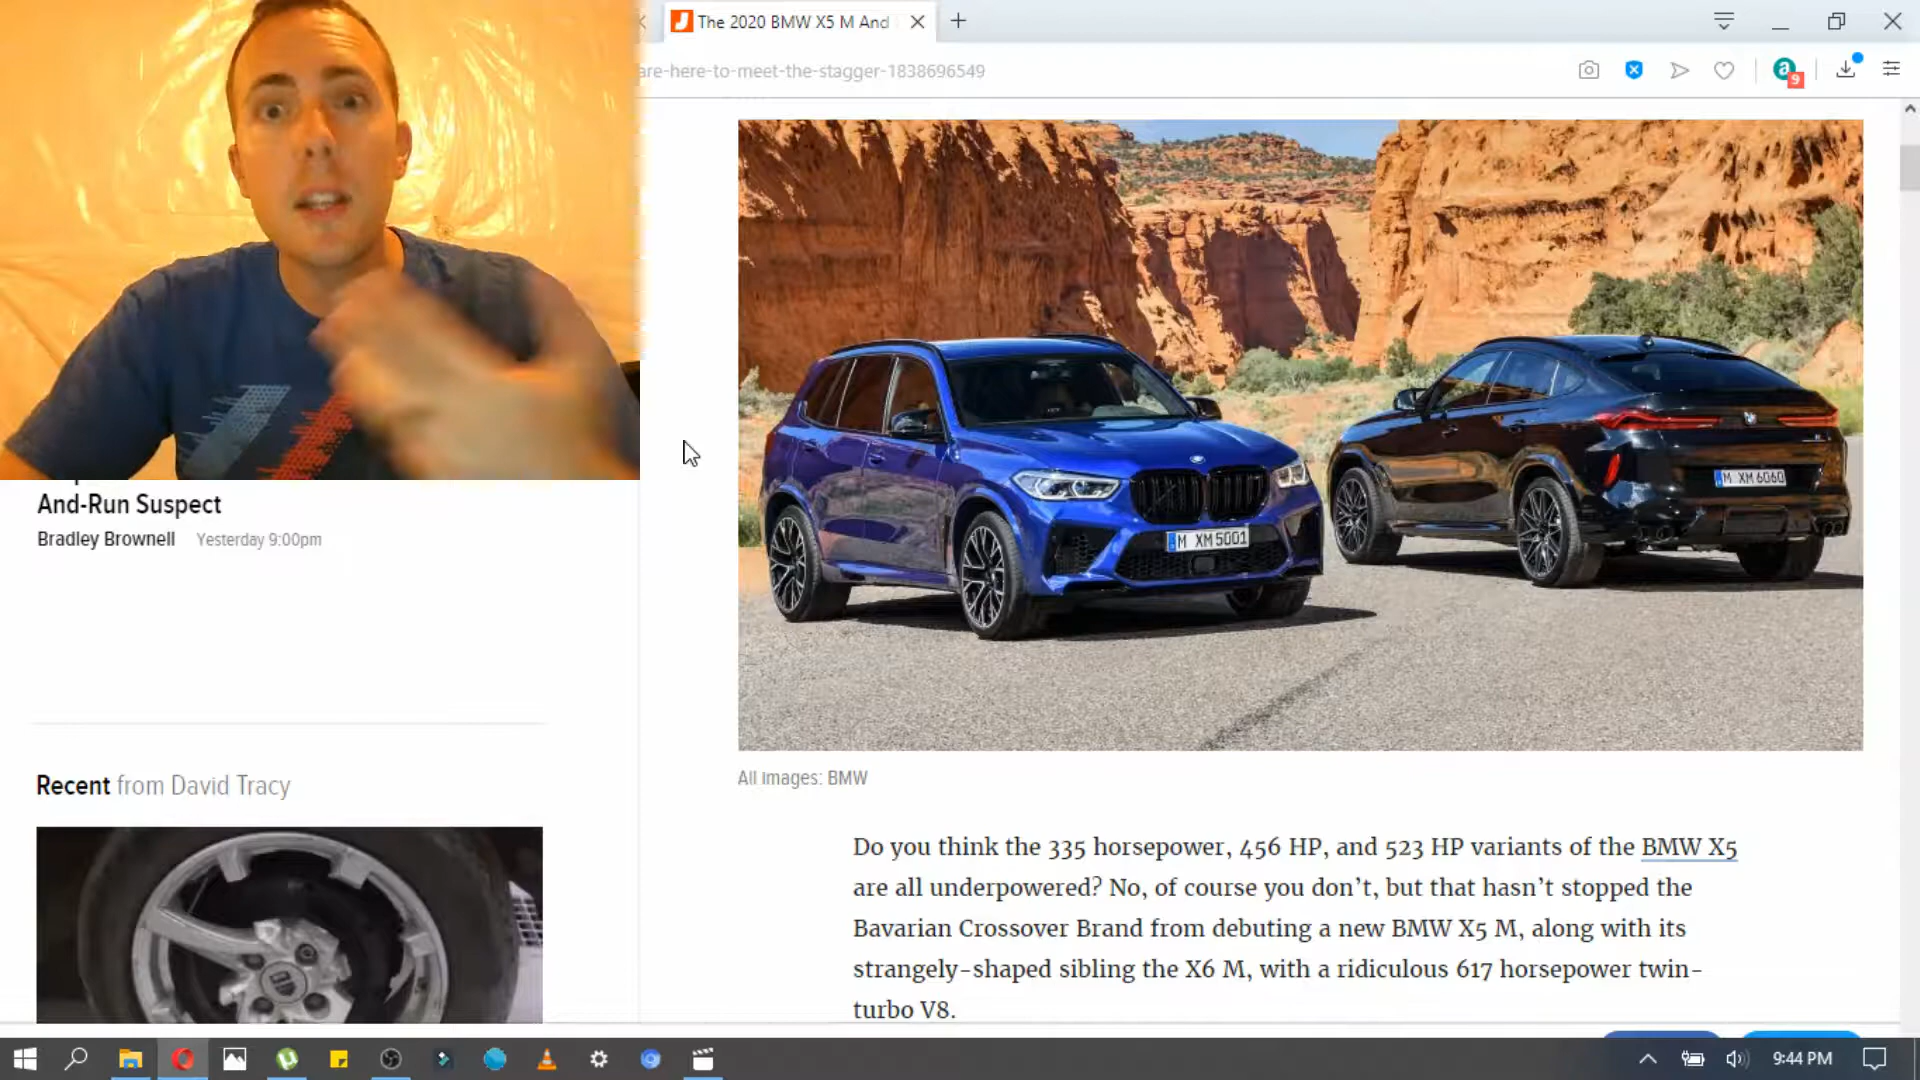 The 2020 BMW X5 M And
are-here-to-meet-the-stagger-1838696549
a
9
M XM 5001
M XM 6060
And-Run Suspect
Bradley Brownell Yesterday 9:00pm
Recent from David Tracy
All images: BMW
Do you think the 335 horsepower, 456 HP, and 523 HP variants of the BMW X5
are all underpowered? No, of course you don’t, but that hasn’t stopped the
Bavarian Crossover Brand from debuting a new BMW X5 M, along with its
strangely-shaped sibling the X6 M, with a ridiculous 617 horsepower twin-
turbo V8.
9:44 PM